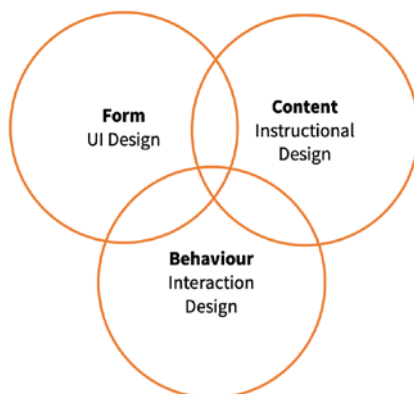 Form
UI Design
Content
Instructional
Design
Behaviour
Interaction
Design